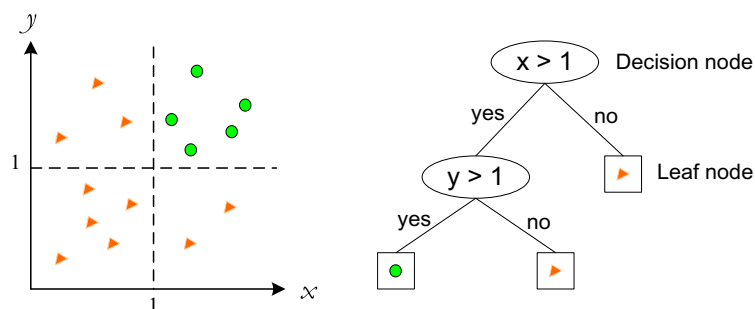 y
1
1
x
x > 1
Decision node
yes
no
y > 1
Leaf node
yes
no